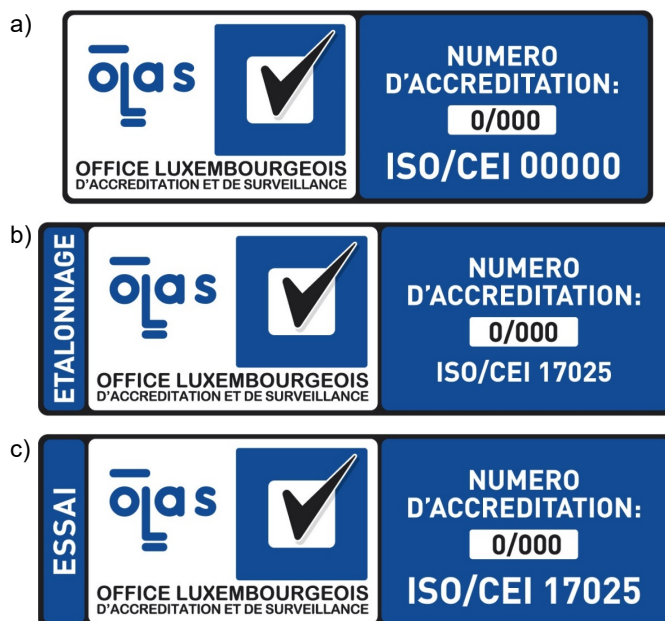 a)
olas
OFFICE LUXEMBOURGEOIS
D'ACCREDITATION ET DE SURVEILLANCE
NUMERO
D'ACCREDITATION:
0/000
ISO/CEI 00000
b)
ETALONNAGE
olas
OFFICE LUXEMBOURGEOIS
D'ACCREDITATION ET DE SURVEILLANCE
NUMERO
D'ACCREDITATION:
0/000
ISO/CEI 17025
c)
ESSAI
olas
OFFICE LUXEMBOURGEOIS
D'ACCREDITATION ET DE SURVEILLANCE
NUMERO
D'ACCREDITATION:
0/000
ISO/CEI 17025